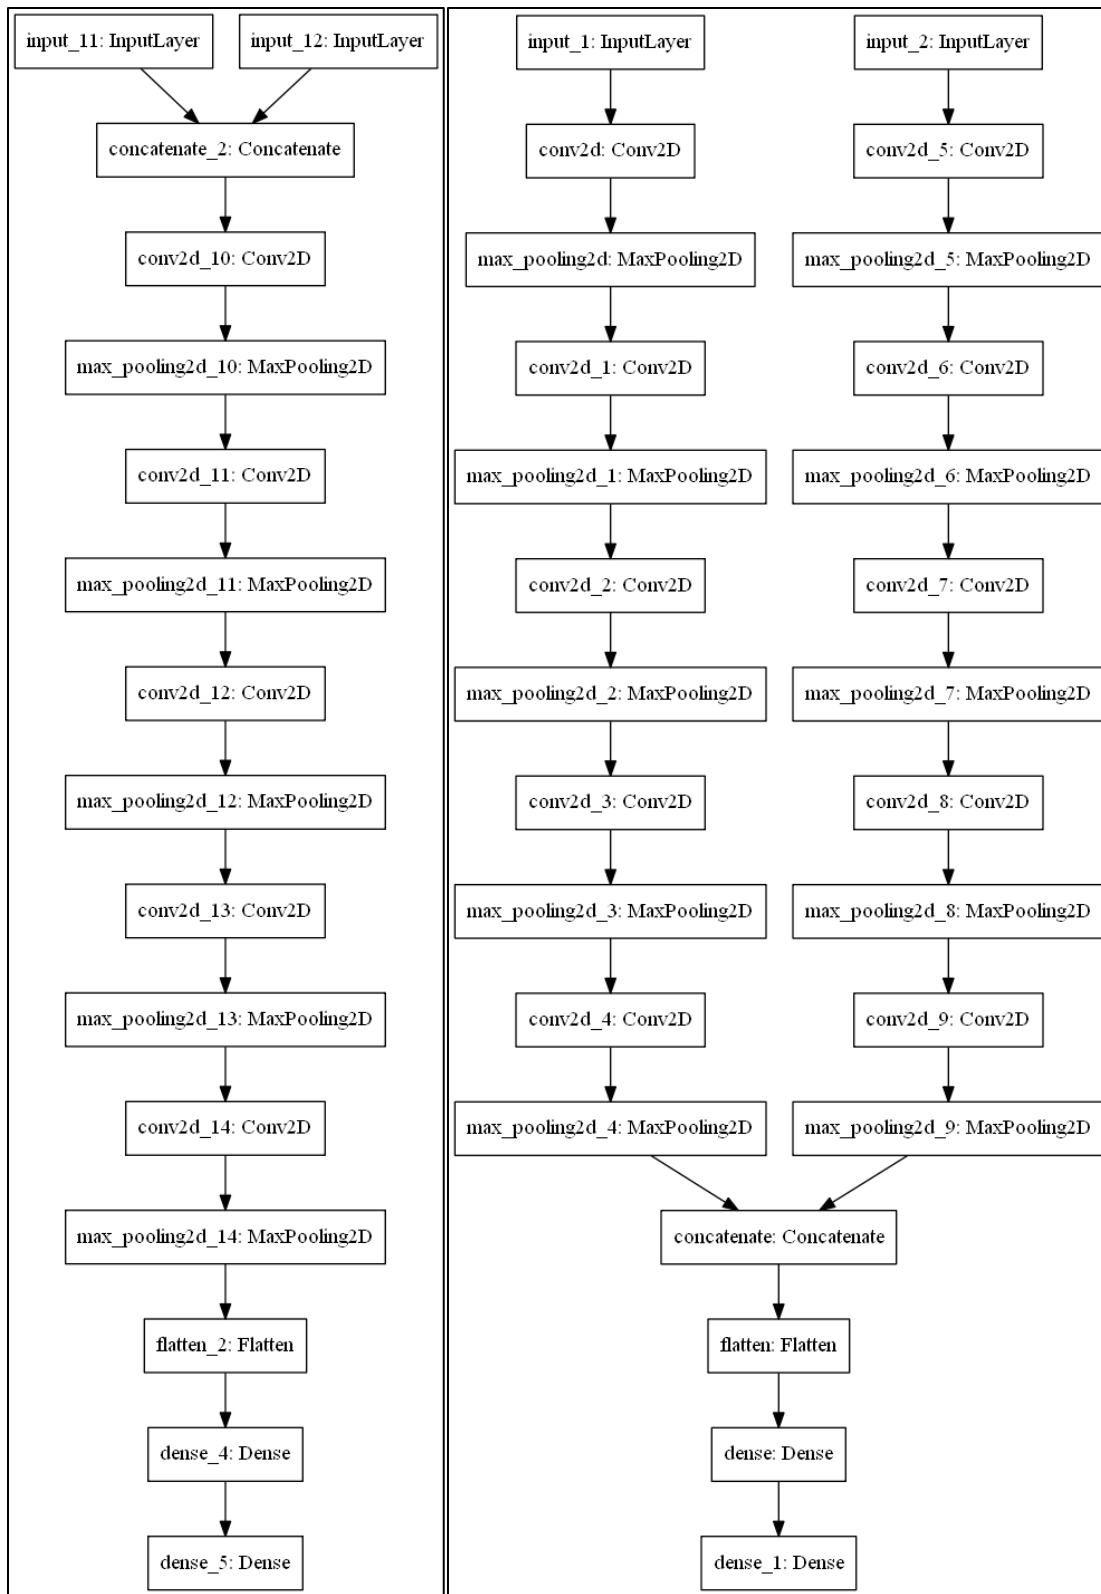 input_11: InputLayer
input_12: InputLayer
concatenate_2: Concatenate
conv2d_10: Conv2D
max_pooling2d_10: MaxPooling2D
conv2d_11: Conv2D
max_pooling2d_11: MaxPooling2D
conv2d_12: Conv2D
max_pooling2d_12: MaxPooling2D
conv2d_13: Conv2D
max_pooling2d_13: MaxPooling2D
conv2d_14: Conv2D
max_pooling2d_14: MaxPooling2D
flatten_2: Flatten
dense_4: Dense
dense_5: Dense
input_1: InputLayer
conv2d: Conv2D
max_pooling2d: MaxPooling2D
conv2d_1: Conv2D
max_pooling2d_1: MaxPooling2D
conv2d_2: Conv2D
max_pooling2d_2: MaxPooling2D
conv2d_3: Conv2D
max_pooling2d_3: MaxPooling2D
conv2d_4: Conv2D
max_pooling2d_4: MaxPooling2D
input_2: InputLayer
conv2d_5: Conv2D
max_pooling2d_5: MaxPooling2D
conv2d_6: Conv2D
max_pooling2d_6: MaxPooling2D
conv2d_7: Conv2D
max_pooling2d_7: MaxPooling2D
conv2d_8: Conv2D
max_pooling2d_8: MaxPooling2D
conv2d_9: Conv2D
max_pooling2d_9: MaxPooling2D
concatenate: Concatenate
flatten: Flatten
dense: Dense
dense_1: Dense